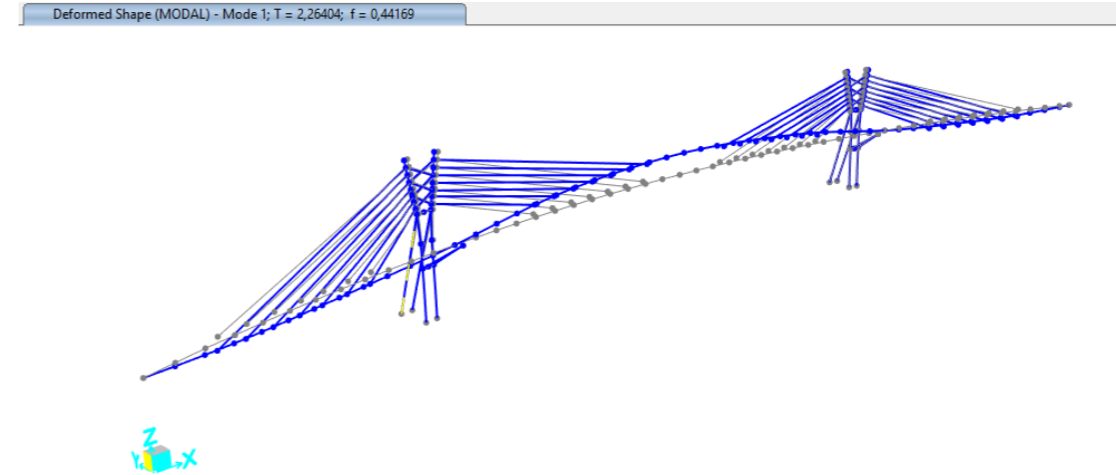 Deformed Shape (MODAL) - Mode 1; T = 2,26404; f = 0,44169
Z
Y
X